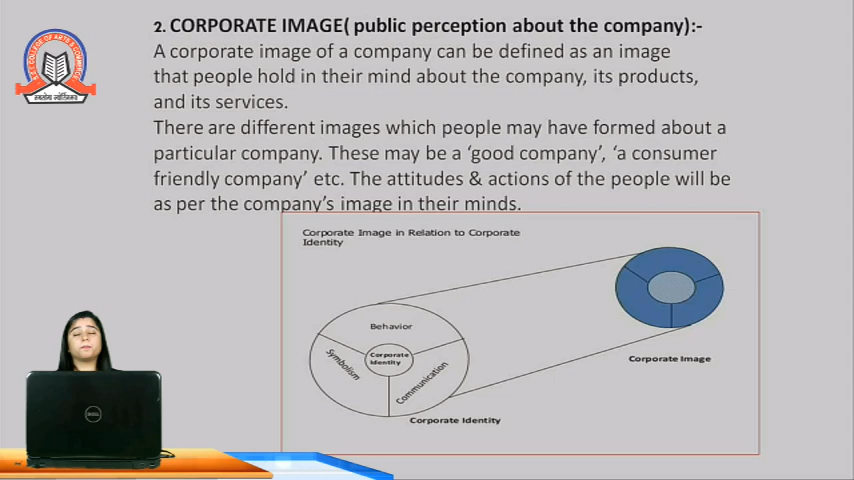 2. CORPORATE IMAGE( public perception about the company):-
A corporate image of a company can be defined as an image
that people hold in their mind about the company, its products,
and its services.
There are different images which people may have formed about a
particular company. These may be a ‘good company’, ‘a consumer
friendly company’ etc. The attitudes & actions of the people will be
as per the company’s image in their minds.
Corporate Image in Relation to Corporate
Identity
Behavior
Symbolism
Corporate
Identity
Communication
Corporate Identity
Corporate Image
DELL